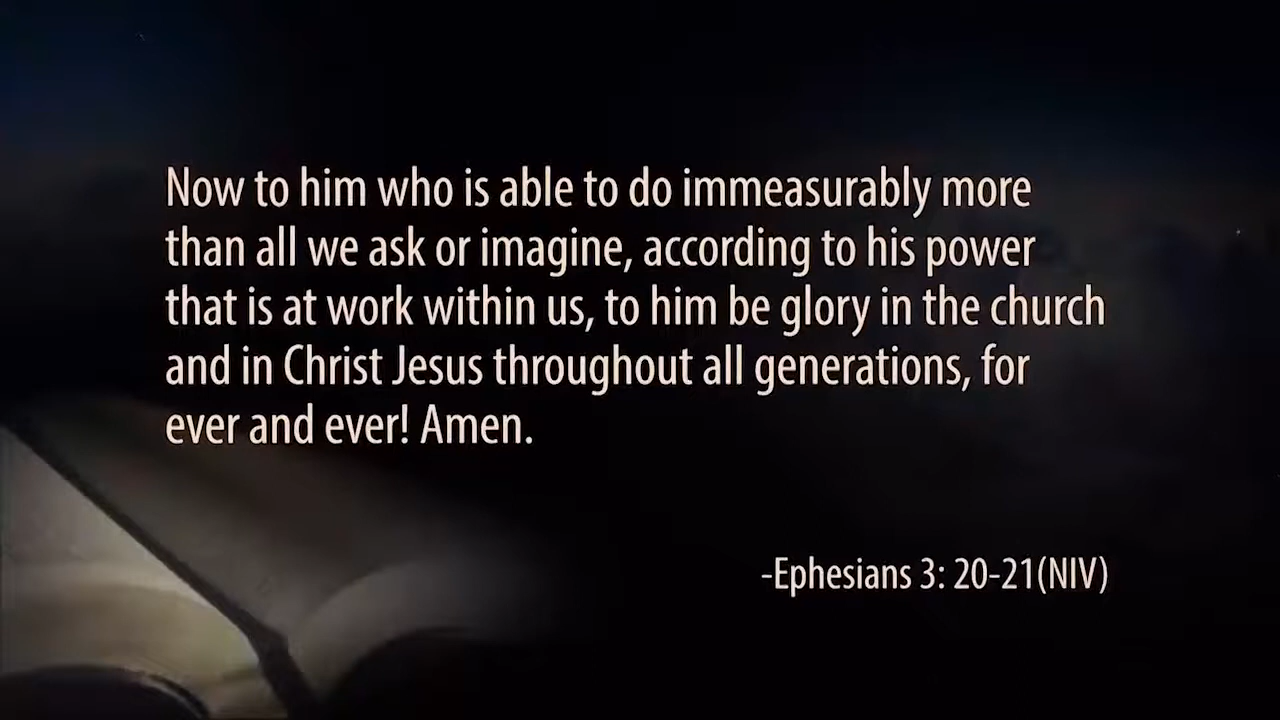 Now to him who is able to do immeasurably more
than all we ask or imagine, according to his power
that is at work within us, to him be glory in the church
and in Christ Jesus throughout all generations, for
ever and ever! Amen.
-Ephesians 3: 20-21(NIV)